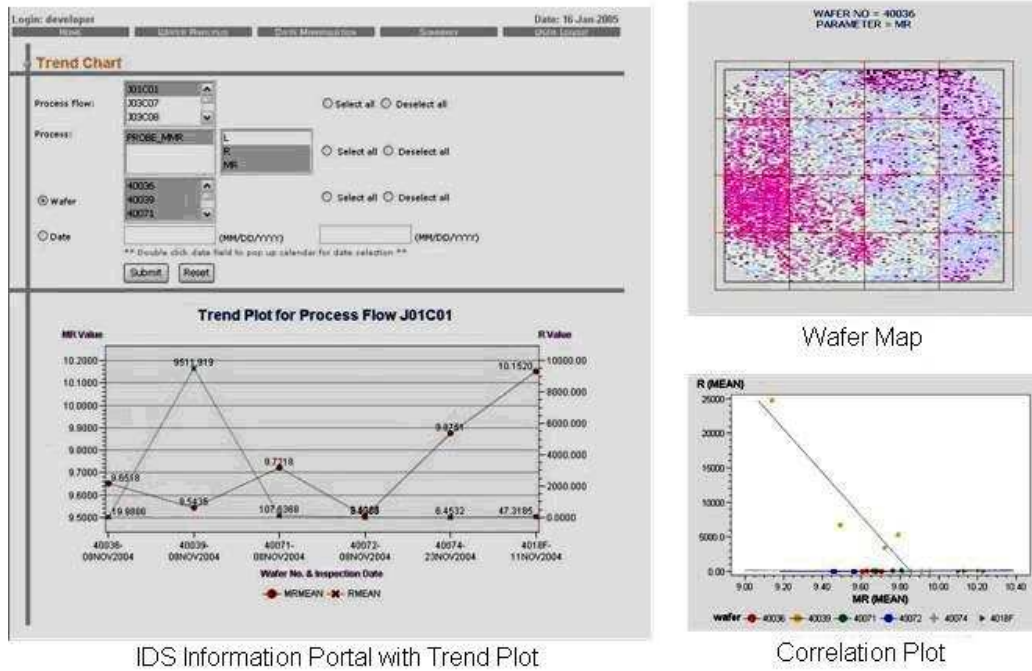 Login: developer
Date: 16 Jan 2005
HOME
DATA
SUMMARY
USER LOGOUT
Trend Chart
Process Flow:
J01C01
J03C07
J03C08
Select all
Deselect all
Process:
PROBE_MMR
L
R
MR
Select all
Deselect all
Wafer
40036
40039
40071
Select all
Deselect all
Date
(MM/DD/YYYY)
(MM/DD/YYYY)
** Double click date field to pop up calender for date selection **
Submit
Reset
Trend Plot for Process Flow J01C01
MR Value
R Value
10.2000
10.1000
10.0000
9.9000
9.8000
9.7000
9.6000
9.5000
10000.00
8000.000
6000.000
4000.000
2000.000
0.0000
9511.919
10.1520
9.6518
9.5435
9.7218
19.9886
107.6368
6.4532
47.3185
40036-
08NOV2004
40039-
08NOV2004
40071-
08NOV2004
40072-
08NOV2004
40074-
23NOV2004
4018F-
11NOV2004
Wafer No. & Inspection Date
MRMEAN
RMEAN
IDS Information Portal with Trend Plot
WAFER NO = 40036
PARAMETER = MR
Wafer Map
R (MEAN)
25000
20000
15000
10000
5000.0
0.00
9.00
9.20
9.40
9.60
9.80
10.00
10.20
10.40
MR (MEAN)
wafer
40036
40039
40071
40072
40074
4018F
Correlation Plot